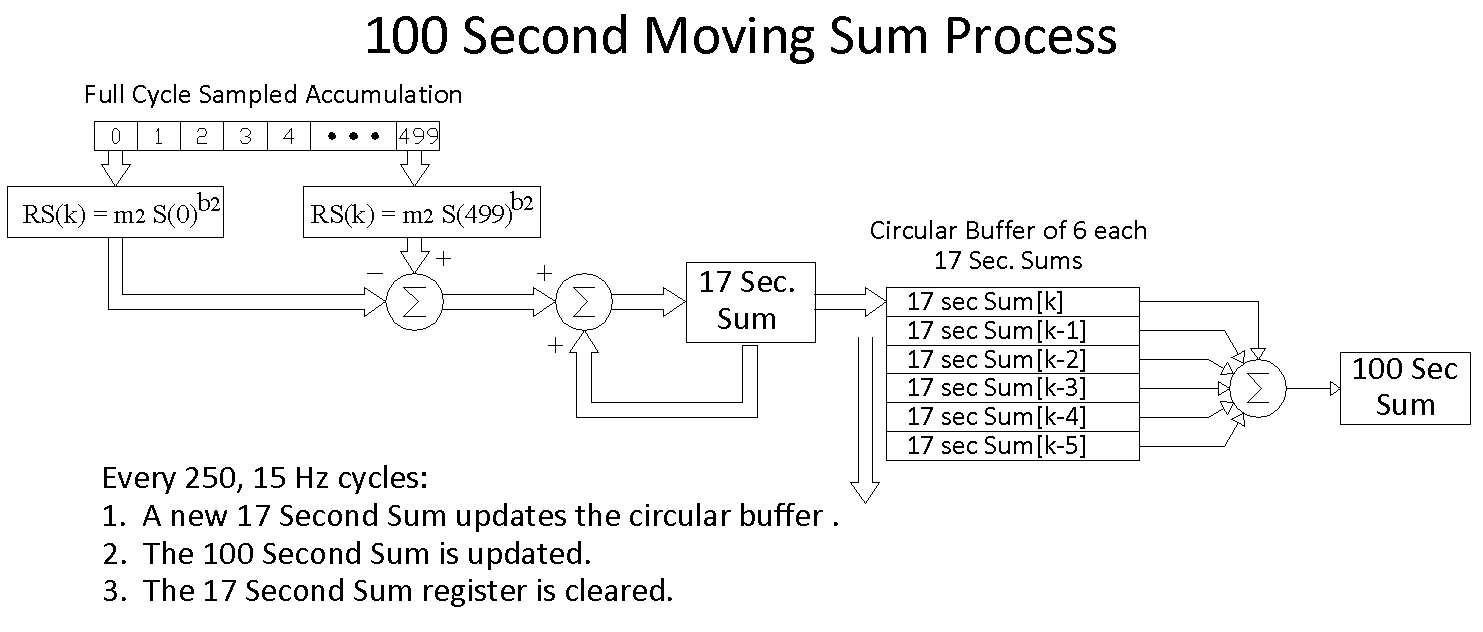 100 Second Moving Sum Process
Full Cycle Sampled Accumulation
0 1 2 3 4 • • • 499
RS(k) = m2 S(0)^b2
RS(k) = m2 S(499)^b2
− +
Σ
+
Σ
+
17 Sec.
Sum
Circular Buffer of 6 each
17 Sec. Sums
17 sec Sum[k]
17 sec Sum[k-1]
17 sec Sum[k-2]
17 sec Sum[k-3]
17 sec Sum[k-4]
17 sec Sum[k-5]
Σ
100 Sec
Sum
Every 250, 15 Hz cycles:
1. A new 17 Second Sum updates the circular buffer .
2. The 100 Second Sum is updated.
3. The 17 Second Sum register is cleared.